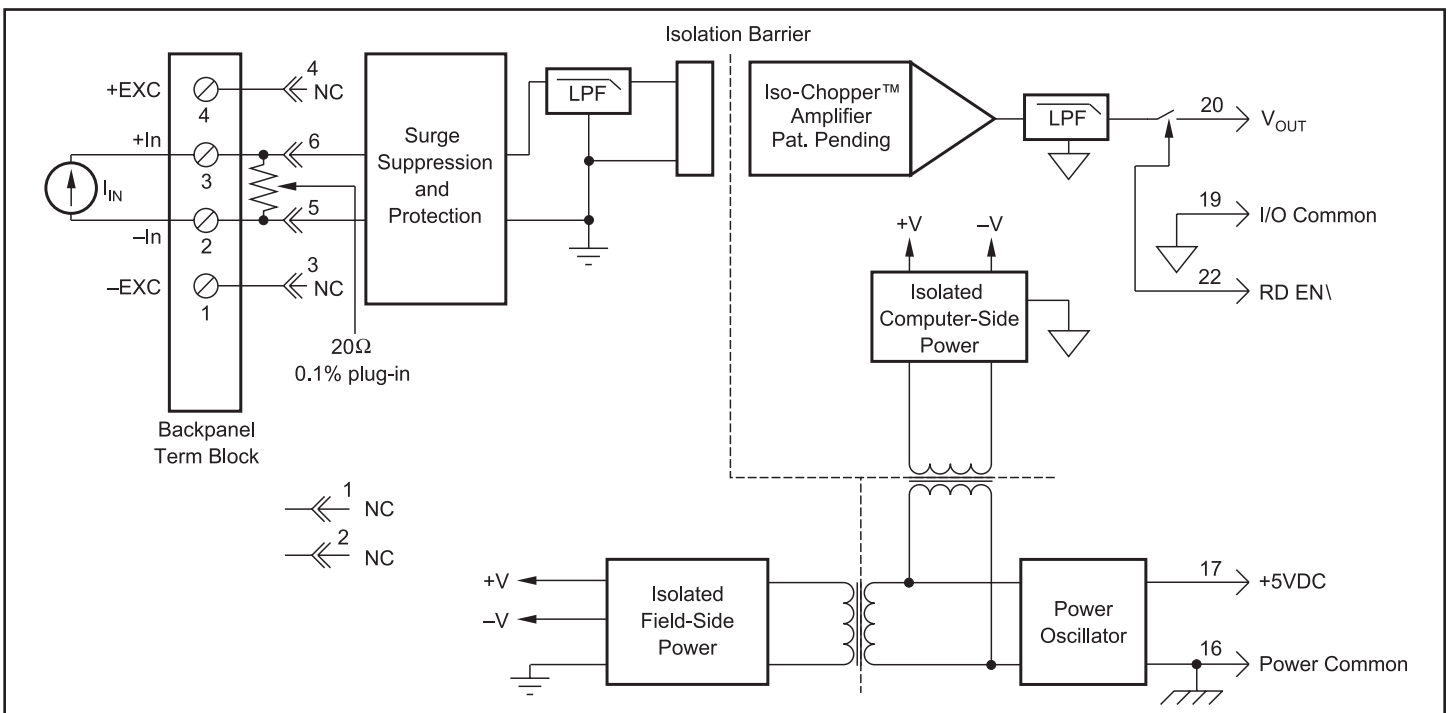 Isolation Barrier
+EXC
4
4
NC
+In
3
6
I_IN
–In
2
5
–EXC
1
3
NC
20Ω
0.1% plug-in
Backpanel
Term Block
Surge
Suppression
and
Protection
LPF
Iso-Chopper™
Amplifier
Pat. Pending
LPF
20
V_OUT
19
I/O Common
22
RD EN\
+V
–V
Isolated
Computer-Side
Power
1
NC
2
NC
+V
–V
Isolated
Field-Side
Power
Power
Oscillator
17
+5VDC
16
Power Common